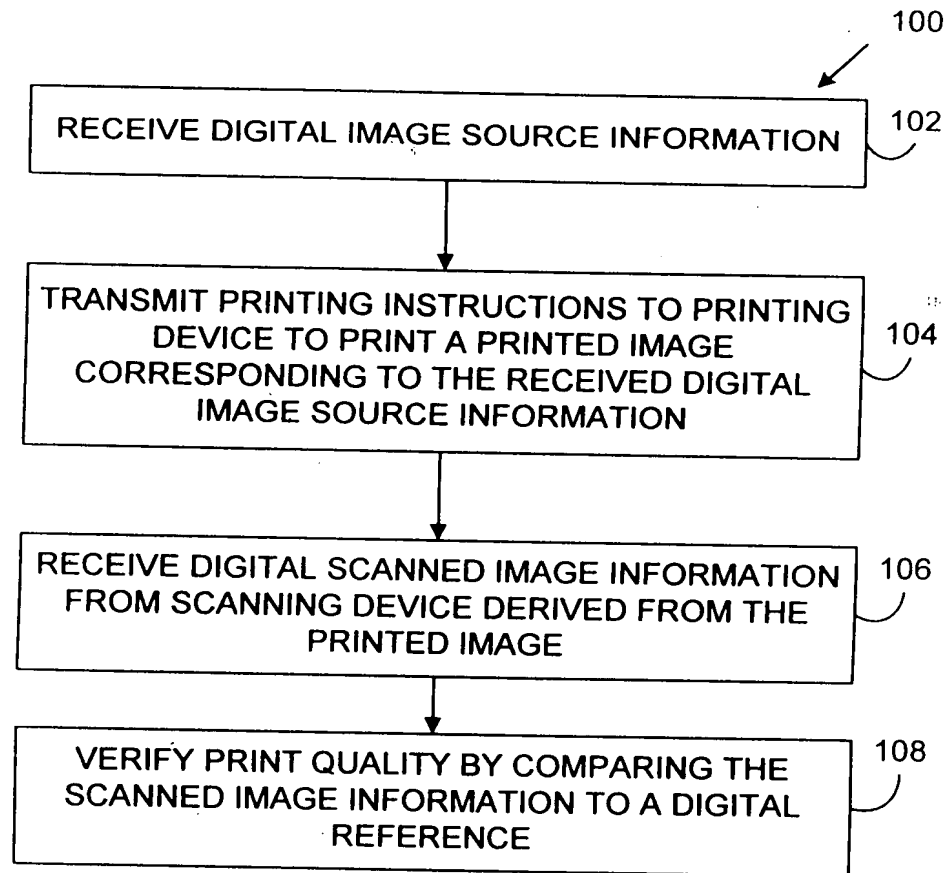 100
RECEIVE DIGITAL IMAGE SOURCE INFORMATION
102
TRANSMIT PRINTING INSTRUCTIONS TO PRINTING
DEVICE TO PRINT A PRINTED IMAGE
CORRESPONDING TO THE RECEIVED DIGITAL
IMAGE SOURCE INFORMATION
104
RECEIVE DIGITAL SCANNED IMAGE INFORMATION
FROM SCANNING DEVICE DERIVED FROM THE
PRINTED IMAGE
106
VERIFY PRINT QUALITY BY COMPARING THE
SCANNED IMAGE INFORMATION TO A DIGITAL
REFERENCE
108